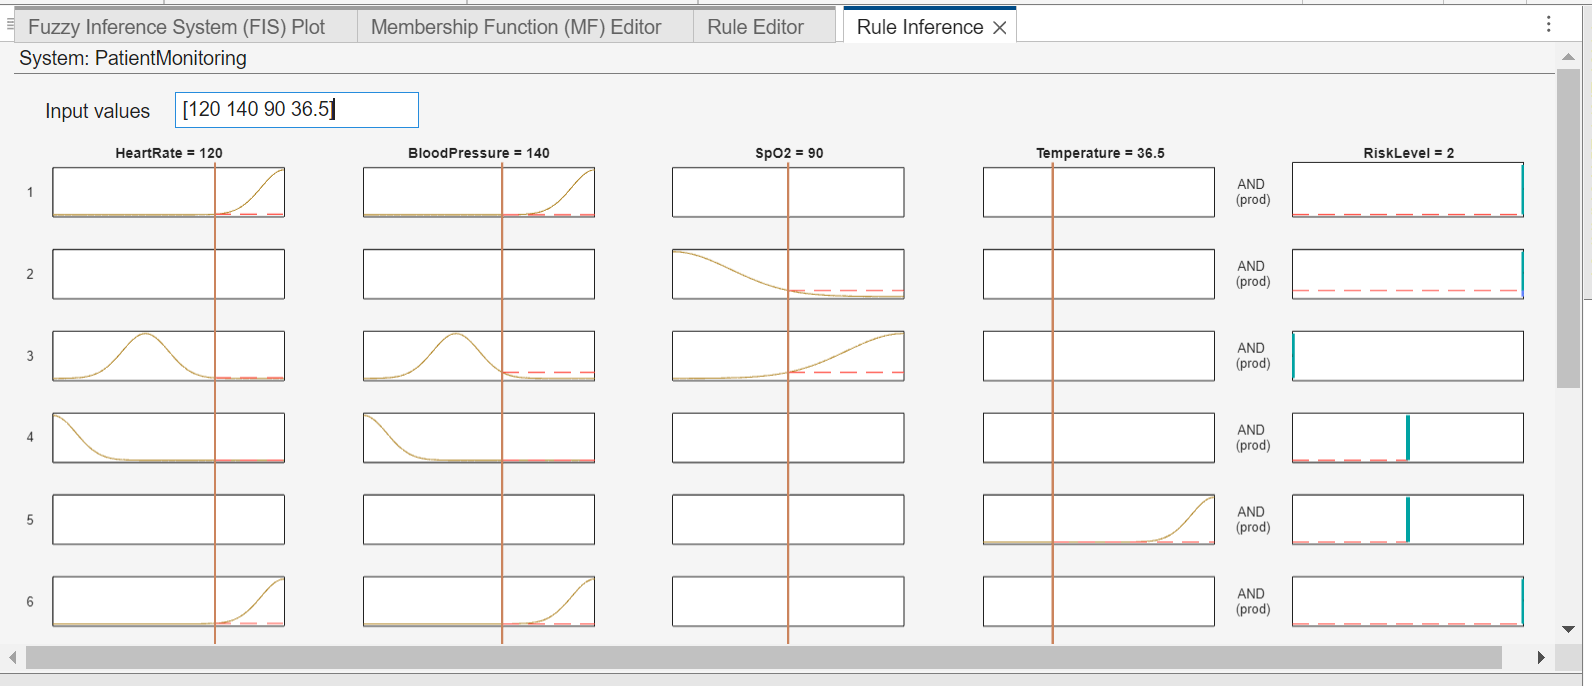 Fuzzy Inference System (FIS) Plot Membership Function (MF) Editor Rule Editor Rule Inference
System: PatientMonitoring
Input values [120 140 90 36.5]
HeartRate = 120 BloodPressure = 140 SpO2 = 90 Temperature = 36.5 RiskLevel = 2
1 AND
(prod)
2 AND
(prod)
3 AND
(prod)
4 AND
(prod)
5 AND
(prod)
6 AND
(prod)